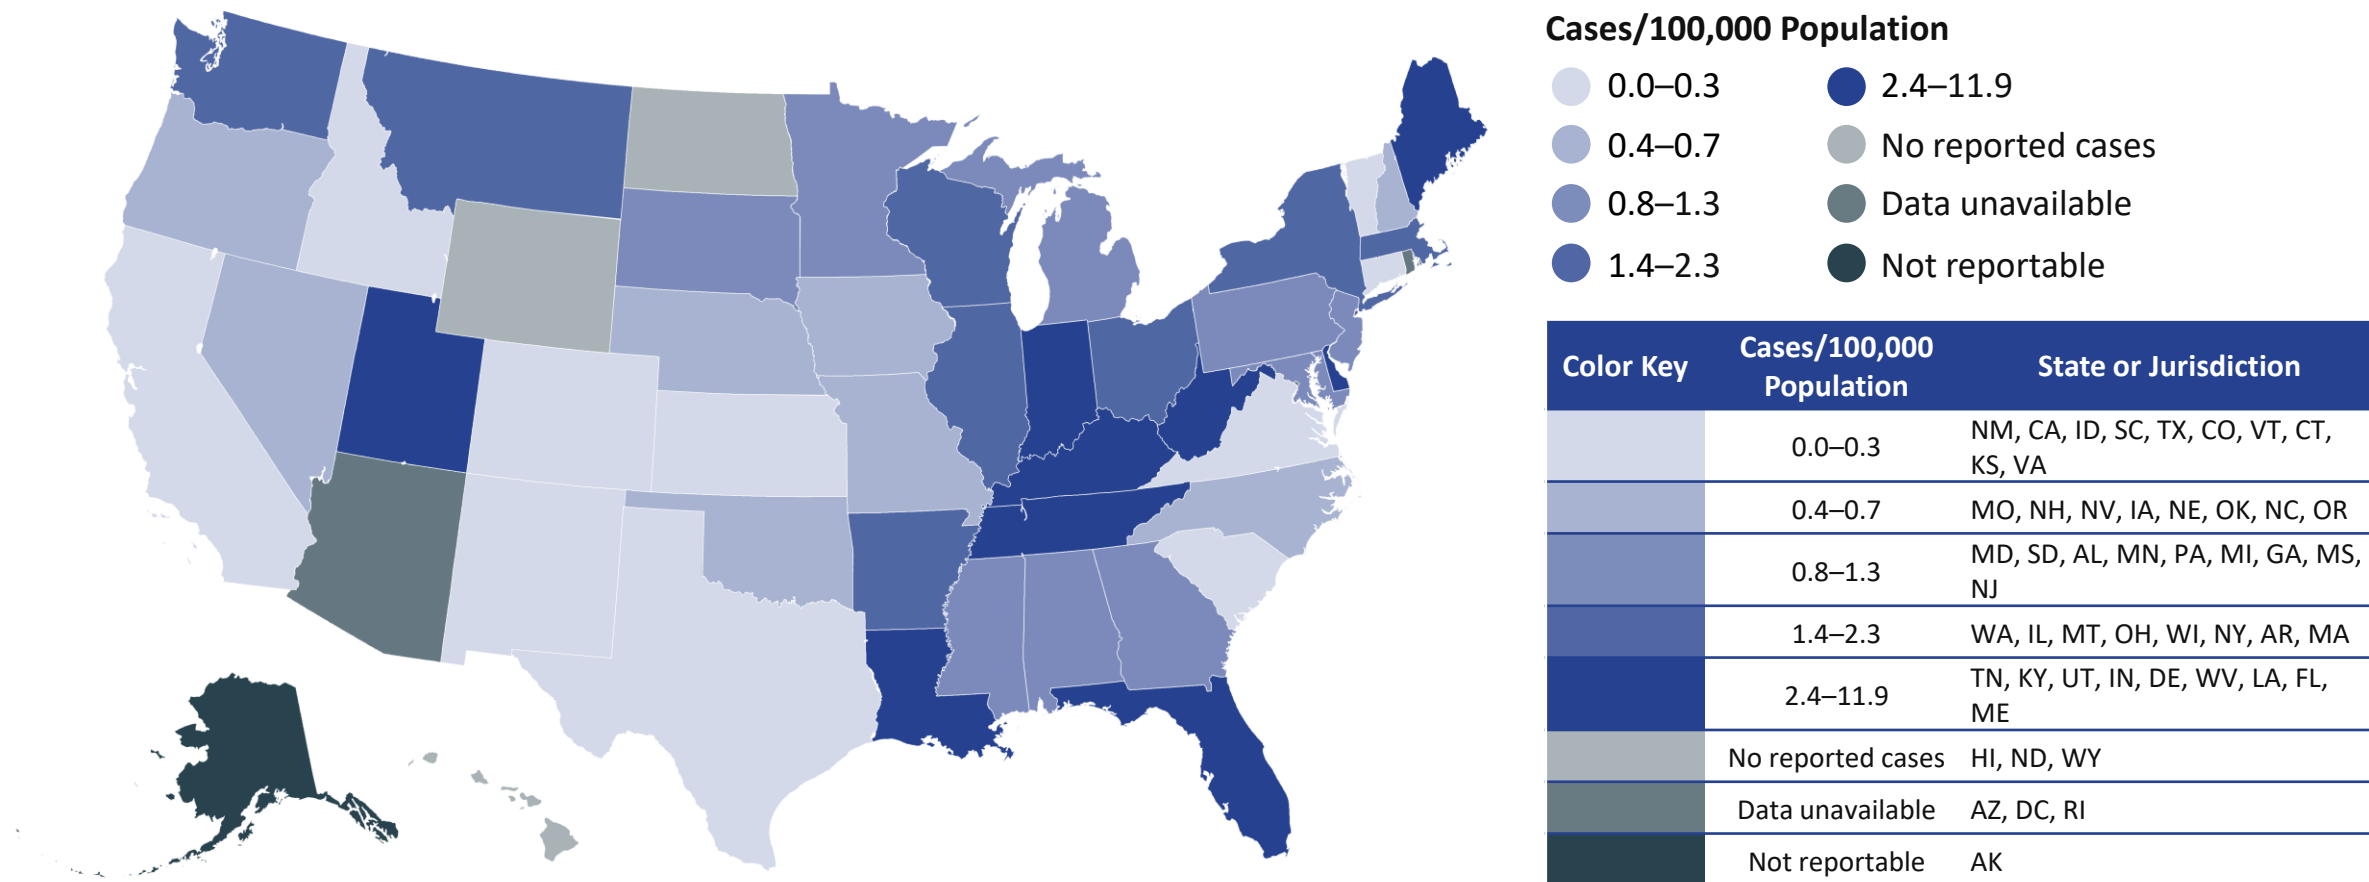 Cases/100,000 Population
0.0–0.3
2.4–11.9
0.4–0.7
No reported cases
0.8–1.3
Data unavailable
1.4–2.3
Not reportable
Color Key
Cases/100,000
Population
State or Jurisdiction
0.0–0.3
NM, CA, ID, SC, TX, CO, VT, CT,
KS, VA
0.4–0.7
MO, NH, NV, IA, NE, OK, NC, OR
0.8–1.3
MD, SD, AL, MN, PA, MI, GA, MS,
NJ
1.4–2.3
WA, IL, MT, OH, WI, NY, AR, MA
2.4–11.9
TN, KY, UT, IN, DE, WV, LA, FL,
ME
No reported cases
HI, ND, WY
Data unavailable
AZ, DC, RI
Not reportable
AK